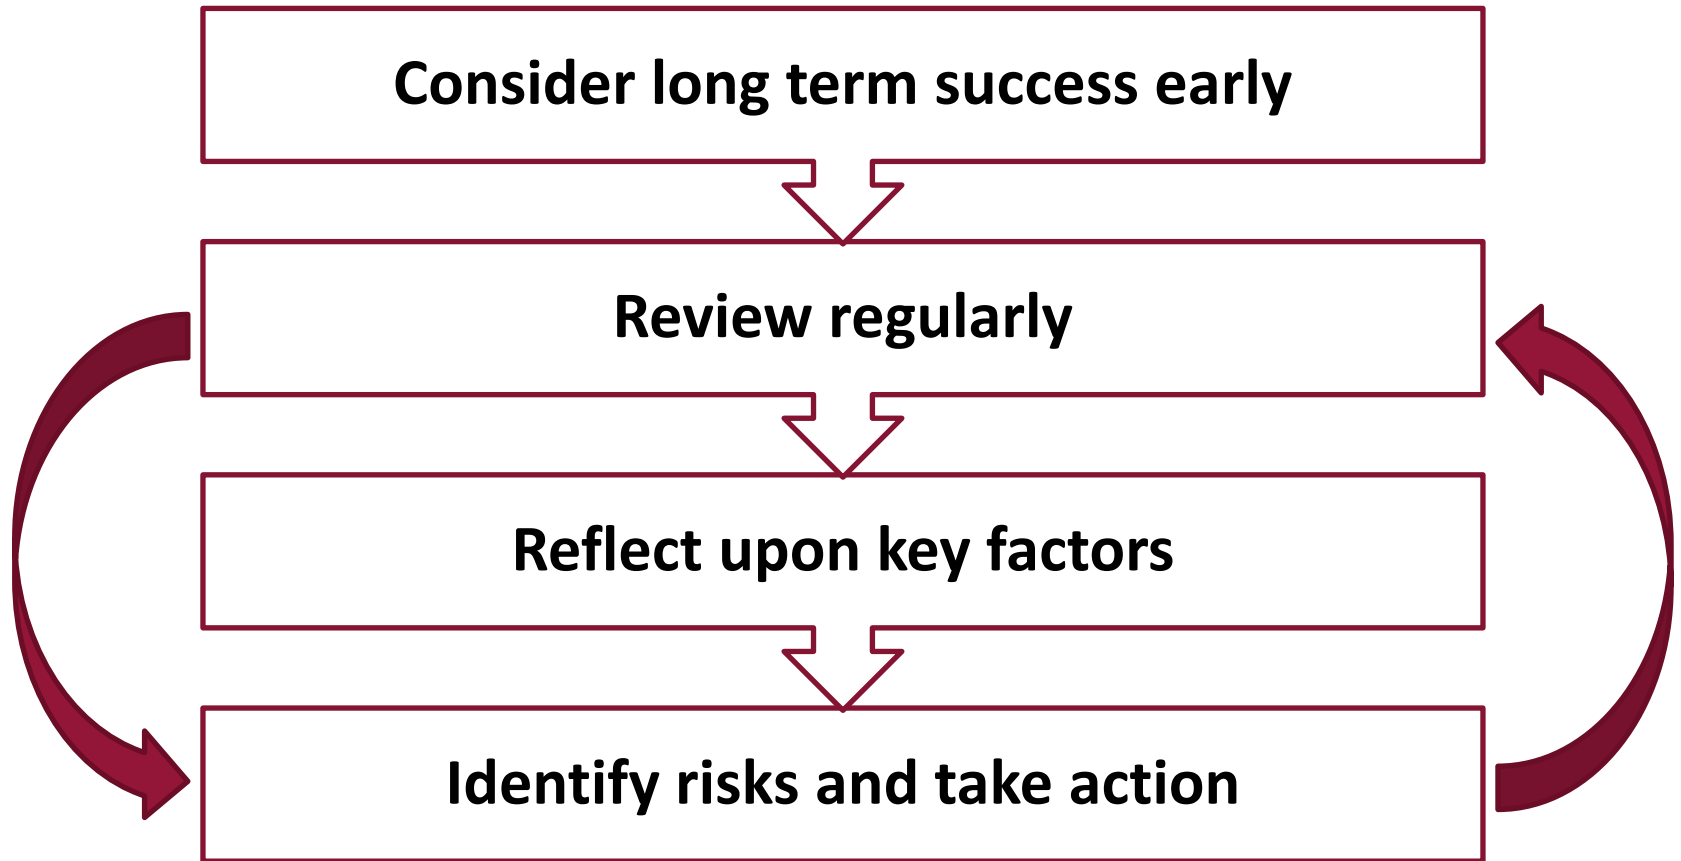 Consider long term success early
Review regularly
Reflect upon key factors
Identify risks and take action